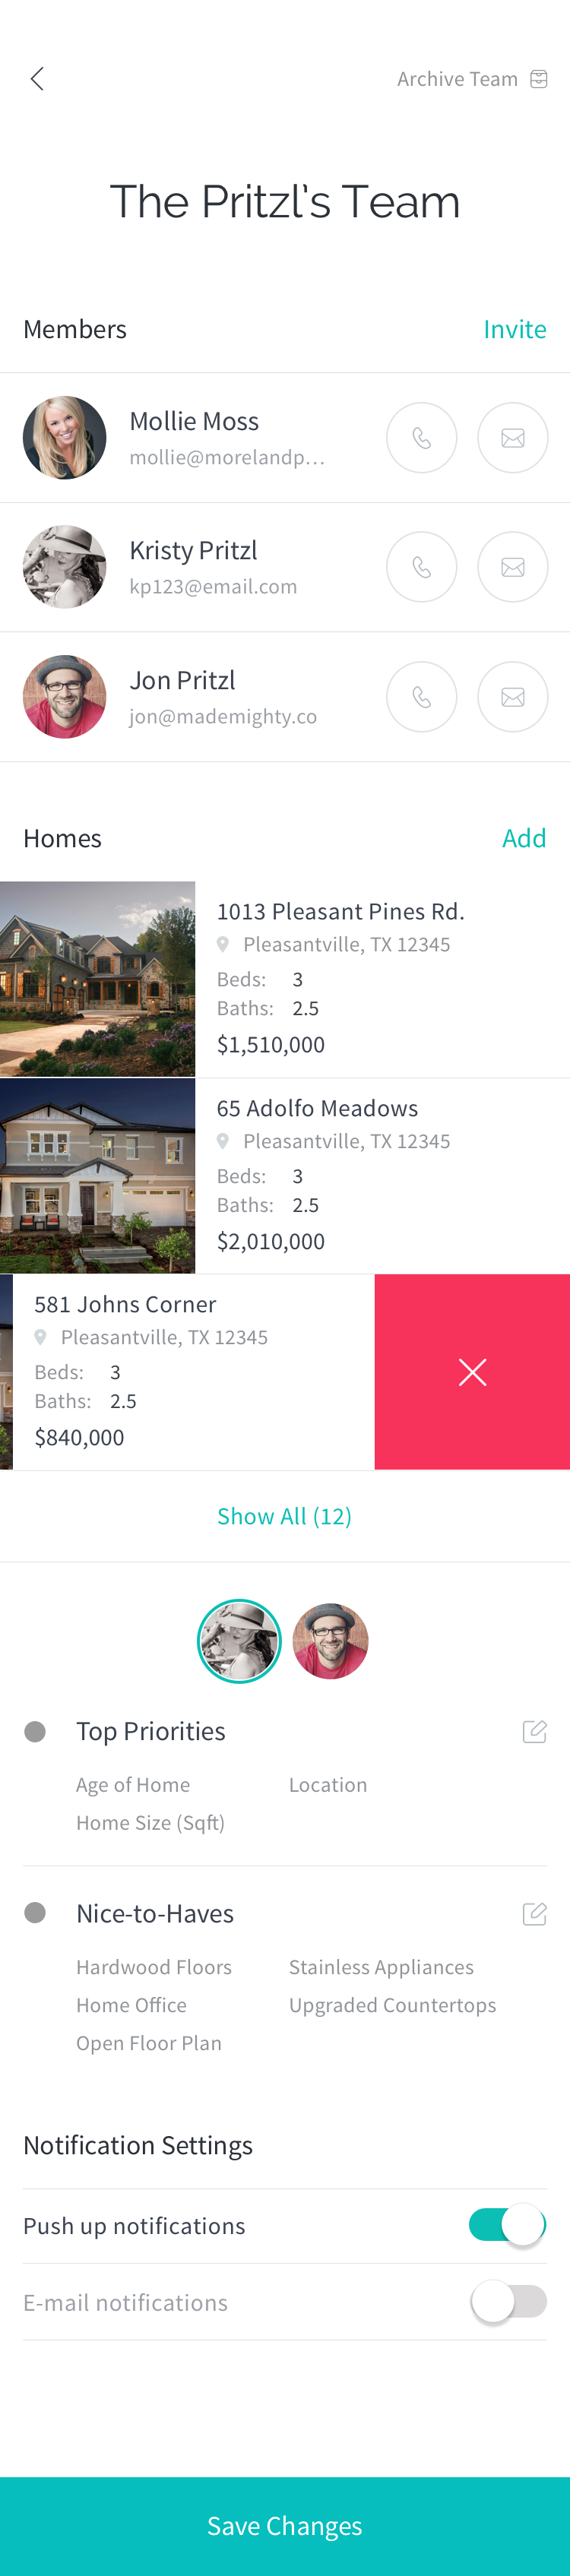 Archive Team
The Pritzl's Team
Members Invite
Mollie Moss
mollie@morelandp...
Kristy Pritzl
kp123@email.com
Jon Pritzl
jon@mademighty.co
Homes Add
1013 Pleasant Pines Rd.
Pleasantville, TX 12345
Beds: 3
Baths: 2.5
$1,510,000
65 Adolfo Meadows
Pleasantville, TX 12345
Beds: 3
Baths: 2.5
$2,010,000
581 Johns Corner
Pleasantville, TX 12345
Beds: 3
Baths: 2.5
$840,000
Show All (12)
Top Priorities
Age of Home Location
Home Size (Sqft)
Nice-to-Haves
Hardwood Floors Stainless Appliances
Home Office Upgraded Countertops
Open Floor Plan
Notification Settings
Push up notifications
E-mail notifications
Save Changes